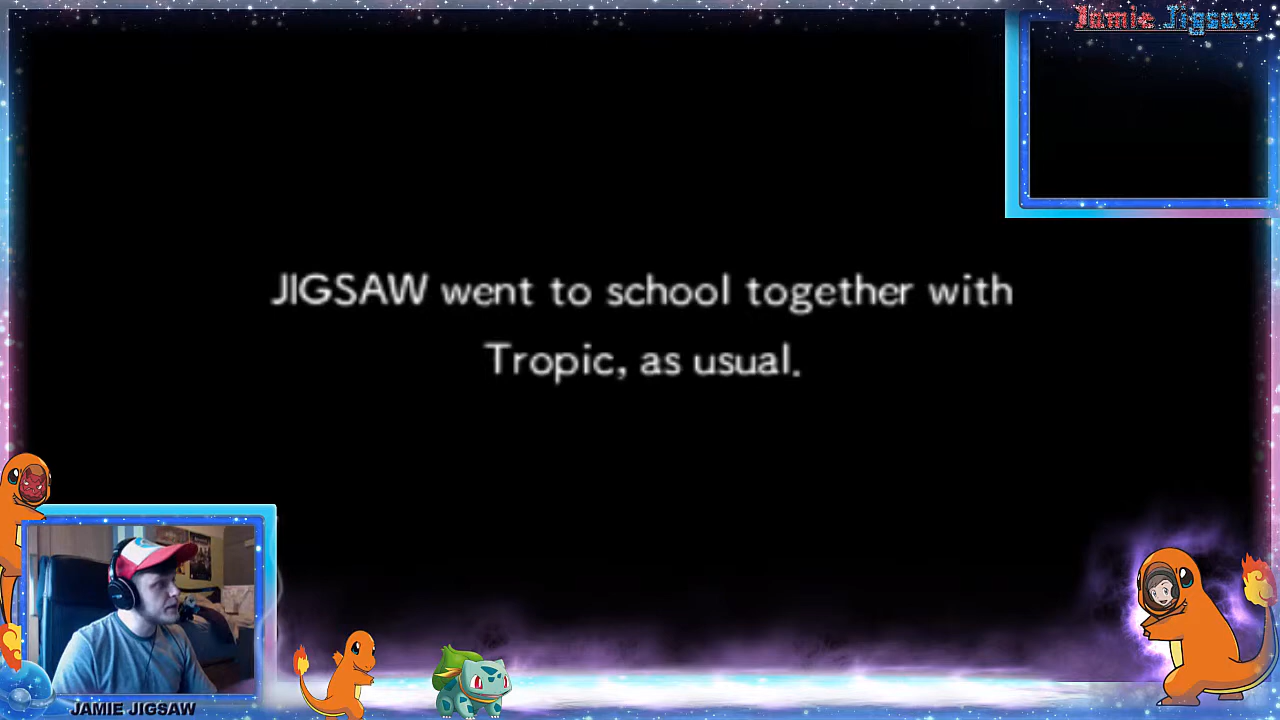 Jamie Jigsaw
JIGSAW went to school together with
Tropic, as usual.
JAMIE JIGSAW